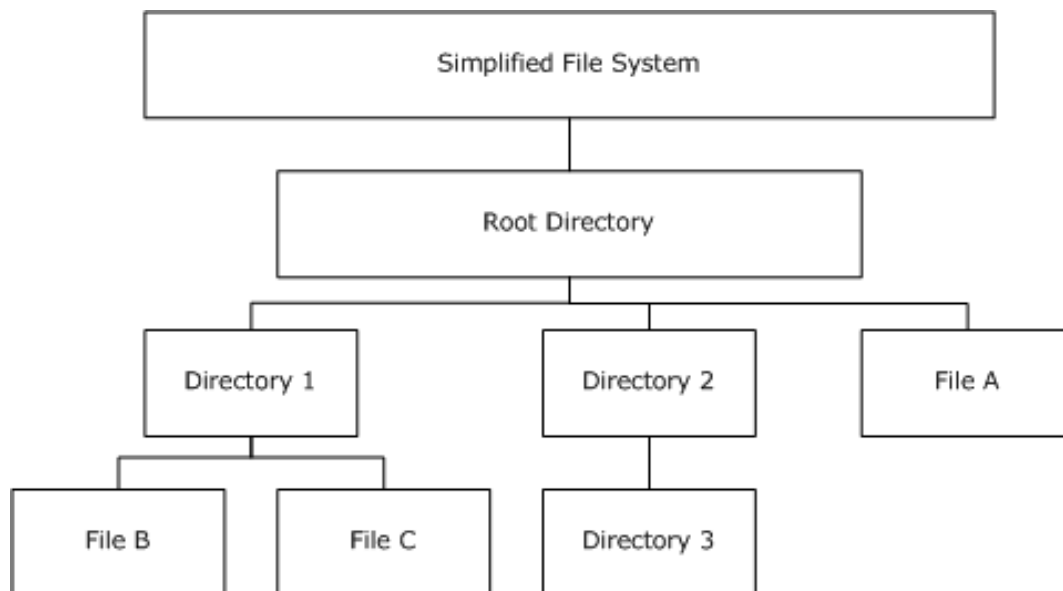 Simplified File System
Root Directory
Directory 1
Directory 2
File A
File B
File C
Directory 3